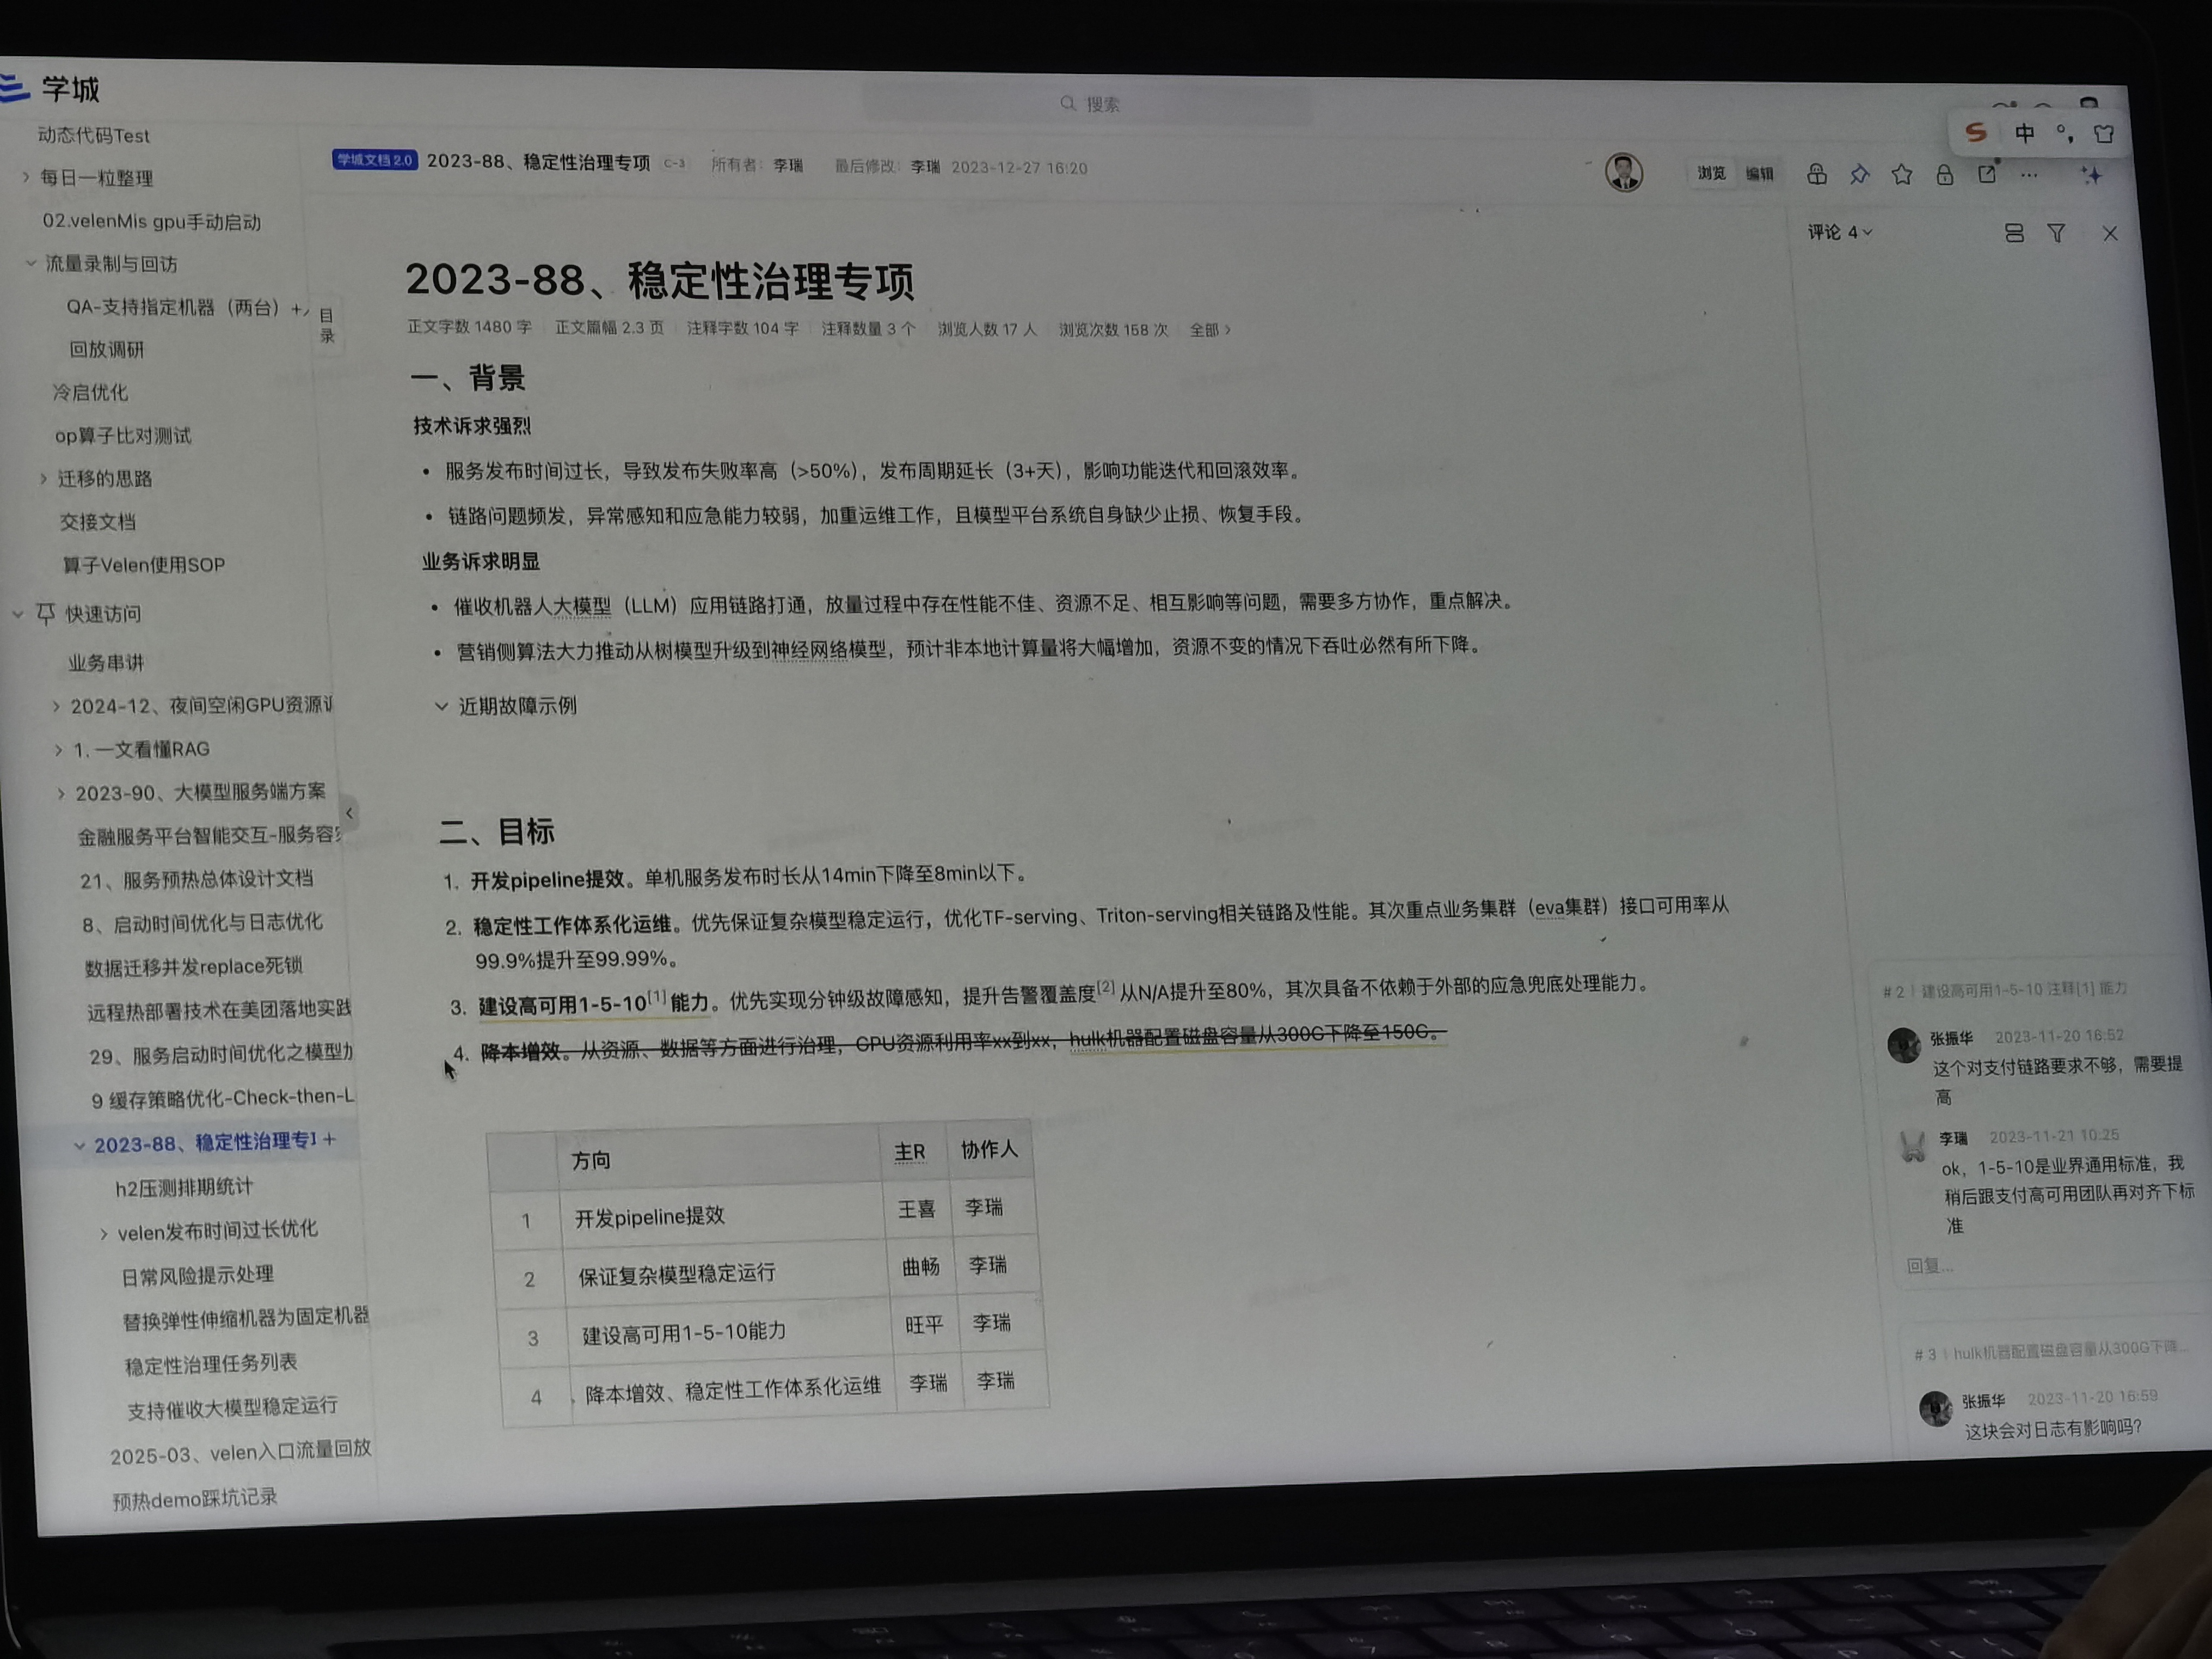 学城
搜索
中
动态代码Test
每日一粒整理
02.velenMis gpu手动启动
流量录制与回访
QA-支持指定机器（两台）+
回放调研
冷启优化
op算子比对测试
迁移的思路
交接文档
算子Velen使用SOP
快速访问
业务串讲
2024-12、夜间空闲GPU资源
1. 一文看懂RAG
2023-90、大模型服务端方案
金融服务平台智能交互-服务容
21、服务预热总体设计文档
8、启动时间优化与日志优化
数据迁移并发replace死锁
远程热部署技术在美团落地实践
29、服务启动时间优化之模型加
9 缓存策略优化-Check-then-L
2023-88、稳定性治理专 +
h2压测排期统计
velen发布时间过长优化
日常风险提示处理
替换弹性伸缩机器为固定机器
稳定性治理任务列表
支持催收大模型稳定运行
2025-03、velen入口流量回放
预热demo踩坑记录
目录
学城文档 2.0 2023-88、稳定性治理专项 C-3 所有者：李瑞 最后修改：李瑞 2023-12-27 16:20
浏览 编辑
2023-88、稳定性治理专项
正文字数 1480 字 正文篇幅 2.3 页 注释字数 104 字 注释数量 3 个 浏览人数 17 人 浏览次数 158 次 全部
一、背景
技术诉求强烈
• 服务发布时间过长，导致发布失败率高（>50%），发布周期延长（3+天），影响功能迭代和回滚效率。
• 链路问题频发，异常感知和应急能力较弱，加重运维工作，且模型平台系统自身缺少止损、恢复手段。
业务诉求明显
• 催收机器人大模型（LLM）应用链路打通，放量过程中存在性能不佳、资源不足、相互影响等问题，需要多方协作，重点解决。
• 营销侧算法大力推动从树模型升级到神经网络模型，预计非本地计算量将大幅增加，资源不变的情况下吞吐必然有所下降。
近期故障示例
二、目标
1. 开发pipeline提效。单机服务发布时长从14min下降至8min以下。
2. 稳定性工作体系化运维。优先保证复杂模型稳定运行，优化TF-serving、Triton-serving相关链路及性能。其次重点业务集群（eva集群）接口可用率从
99.9%提升至99.99%。
3. 建设高可用1-5-10[1] 能力。优先实现分钟级故障感知，提升告警覆盖度[2] 从N/A提升至80%，其次具备不依赖于外部的应急兜底处理能力。
4. 降本增效。从资源、数据等方面进行治理，GPU资源利用率xx到xx，hulk机器配置磁盘容量从300G下降至150G。
方向 主R 协作人
1 开发pipeline提效 王喜 李瑞
2 保证复杂模型稳定运行 曲畅 李瑞
3 建设高可用1-5-10能力 旺平 李瑞
4 降本增效、稳定性工作体系化运维 李瑞 李瑞
评论 4
#2 建设高可用1-5-10 注释[1] 能力
张振华 2023-11-20 16:52
这个对支付链路要求不够，需要提
高
李瑞 2023-11-21 10:25
ok，1-5-10是业界通用标准，我
稍后跟支付高可用团队再对齐下标
准
回复...
#3 hulk机器配置磁盘容量从300G下降...
张振华 2023-11-20 16:59
这块会对日志有影响吗？